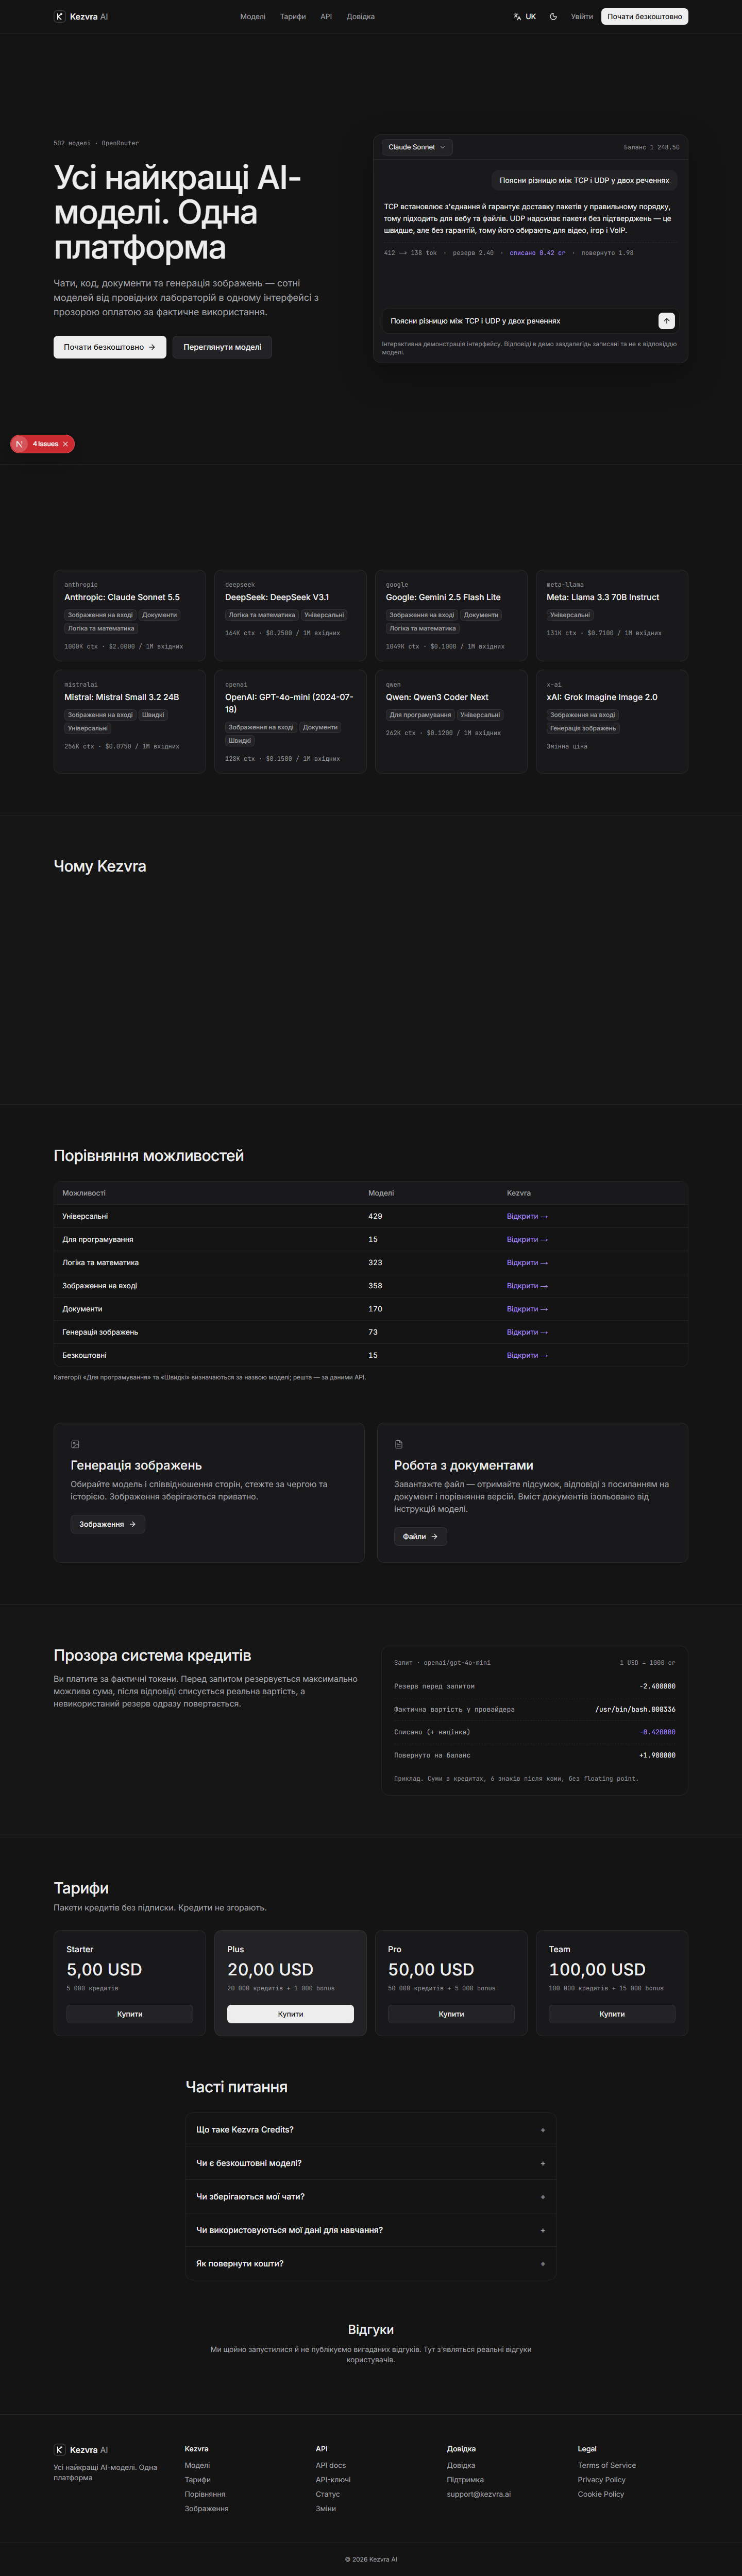 Kezvra AI
Моделі Тарифи API Довідка
UK Увійти Почати безкоштовно
502 моделі · OpenRouter
Усі найкращі AI-
моделі. Одна
платформа
Чати, код, документи та генерація зображень — сотні
моделей від провідних лабораторій в одному інтерфейсі з
прозорою оплатою за фактичне використання.
Почати безкоштовно → Переглянути моделі
Claude Sonnet Баланс 1 248.50
Поясни різницю між TCP і UDP у двох реченнях
TCP встановлює з'єднання й гарантує доставку пакетів у правильному порядку,
тому підходить для вебу та файлів. UDP надсилає пакети без підтверджень — це
швидше, але без гарантій, тому його обирають для відео, ігор і VoIP.
412 → 138 tok · резерв 2.40 · списано 0.42 cr · повернуто 1.98
Поясни різницю між TCP і UDP у двох реченнях
Інтерактивна демонстрація інтерфейсу. Відповіді в демо заздалегідь записані та не є відповіддю
моделі.
4 Issues
anthropic
Anthropic: Claude Sonnet 5.5
Зображення на вході Документи
Логіка та математика
1000K ctx · $2.0000 / 1M вхідних
deepseek
DeepSeek: DeepSeek V3.1
Логіка та математика Універсальні
164K ctx · $0.2500 / 1M вхідних
google
Google: Gemini 2.5 Flash Lite
Зображення на вході Документи
Логіка та математика
1049K ctx · $0.1000 / 1M вхідних
meta-llama
Meta: Llama 3.3 70B Instruct
Універсальні
131K ctx · $0.7100 / 1M вхідних
mistralai
Mistral: Mistral Small 3.2 24B
Зображення на вході Швидкі
Універсальні
256K ctx · $0.0750 / 1M вхідних
openai
OpenAI: GPT-4o-mini (2024-07-
18)
Зображення на вході Документи
Швидкі
128K ctx · $0.1500 / 1M вхідних
qwen
Qwen: Qwen3 Coder Next
Для програмування Універсальні
262K ctx · $0.1200 / 1M вхідних
x-ai
xAI: Grok Imagine Image 2.0
Зображення на вході
Генерація зображень
Змінна ціна
Чому Kezvra
Порівняння можливостей
Можливості Моделі Kezvra
Універсальні 429 Відкрити →
Для програмування 15 Відкрити →
Логіка та математика 323 Відкрити →
Зображення на вході 358 Відкрити →
Документи 170 Відкрити →
Генерація зображень 73 Відкрити →
Безкоштовні 15 Відкрити →
Категорії «Для програмування» та «Швидкі» визначаються за назвою моделі; решта — за даними API.
Генерація зображень
Обирайте модель і співвідношення сторін, стежте за чергою та
історією. Зображення зберігаються приватно.
Зображення →
Робота з документами
Завантажте файл — отримайте підсумок, відповіді з посиланням на
документ і порівняння версій. Вміст документів ізольовано від
інструкцій моделі.
Файли →
Прозора система кредитів
Ви платите за фактичні токени. Перед запитом резервується максимально
можлива сума, після відповіді списується реальна вартість, а
невикористаний резерв одразу повертається.
Запит · openai/gpt-4o-mini 1 USD = 1000 cr
Резерв перед запитом -2.400000
Фактична вартість у провайдера /usr/bin/bash.000336
Списано (+ націнка) -0.420000
Повернуто на баланс +1.980000
Приклад. Суми в кредитах, 6 знаків після коми, без floating point.
Тарифи
Пакети кредитів без підписки. Кредити не згорають.
Starter
5,00 USD
5 000 кредитів
Купити
Plus
20,00 USD
20 000 кредитів + 1 000 bonus
Купити
Pro
50,00 USD
50 000 кредитів + 5 000 bonus
Купити
Team
100,00 USD
100 000 кредитів + 15 000 bonus
Купити
Часті питання
Що таке Kezvra Credits? +
Чи є безкоштовні моделі? +
Чи зберігаються мої чати? +
Чи використовуються мої дані для навчання? +
Як повернути кошти? +
Відгуки
Ми щойно запустилися й не публікуємо вигаданих відгуків. Тут з'являться реальні відгуки
користувачів.
Kezvra AI
Усі найкращі AI-моделі. Одна
платформа
Kezvra
Моделі
Тарифи
Порівняння
Зображення
API
API docs
API-ключі
Статус
Зміни
Довідка
Довідка
Підтримка
support@kezvra.ai
Legal
Terms of Service
Privacy Policy
Cookie Policy
© 2026 Kezvra AI